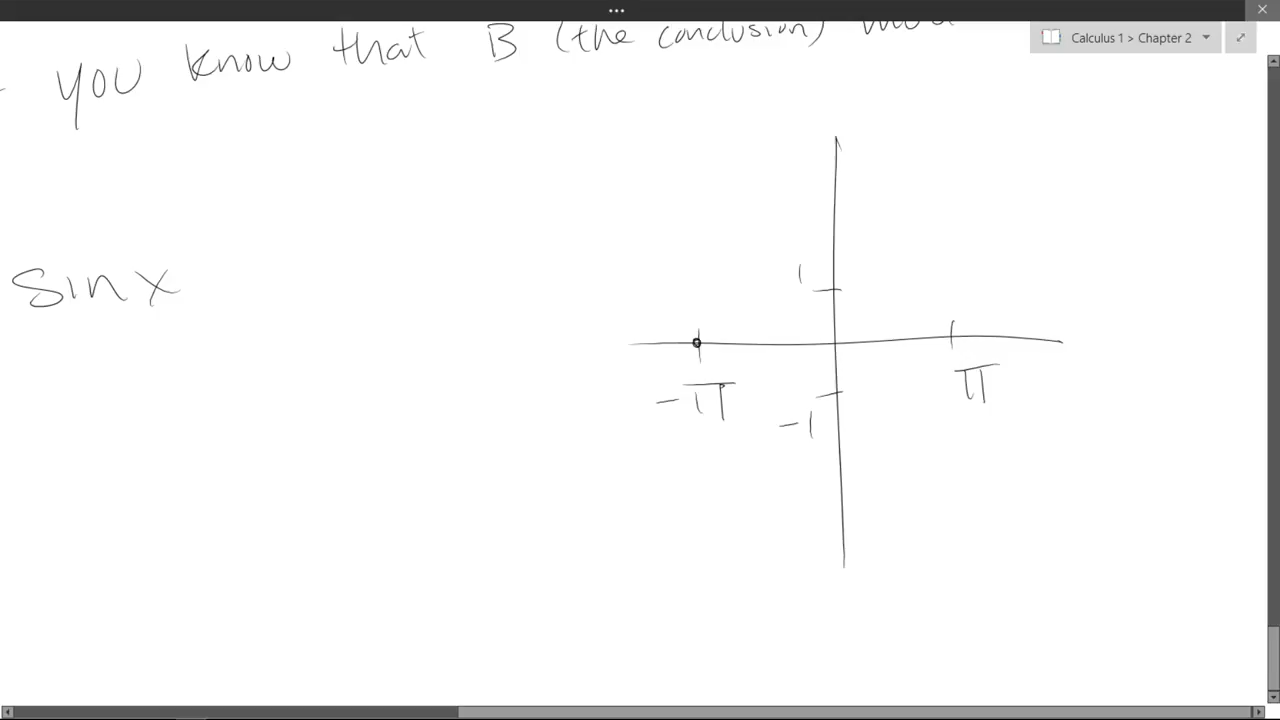 Calculus 1 > Chapter 2
you know that B (the conclusion)
sin x
1
-π
π
-1